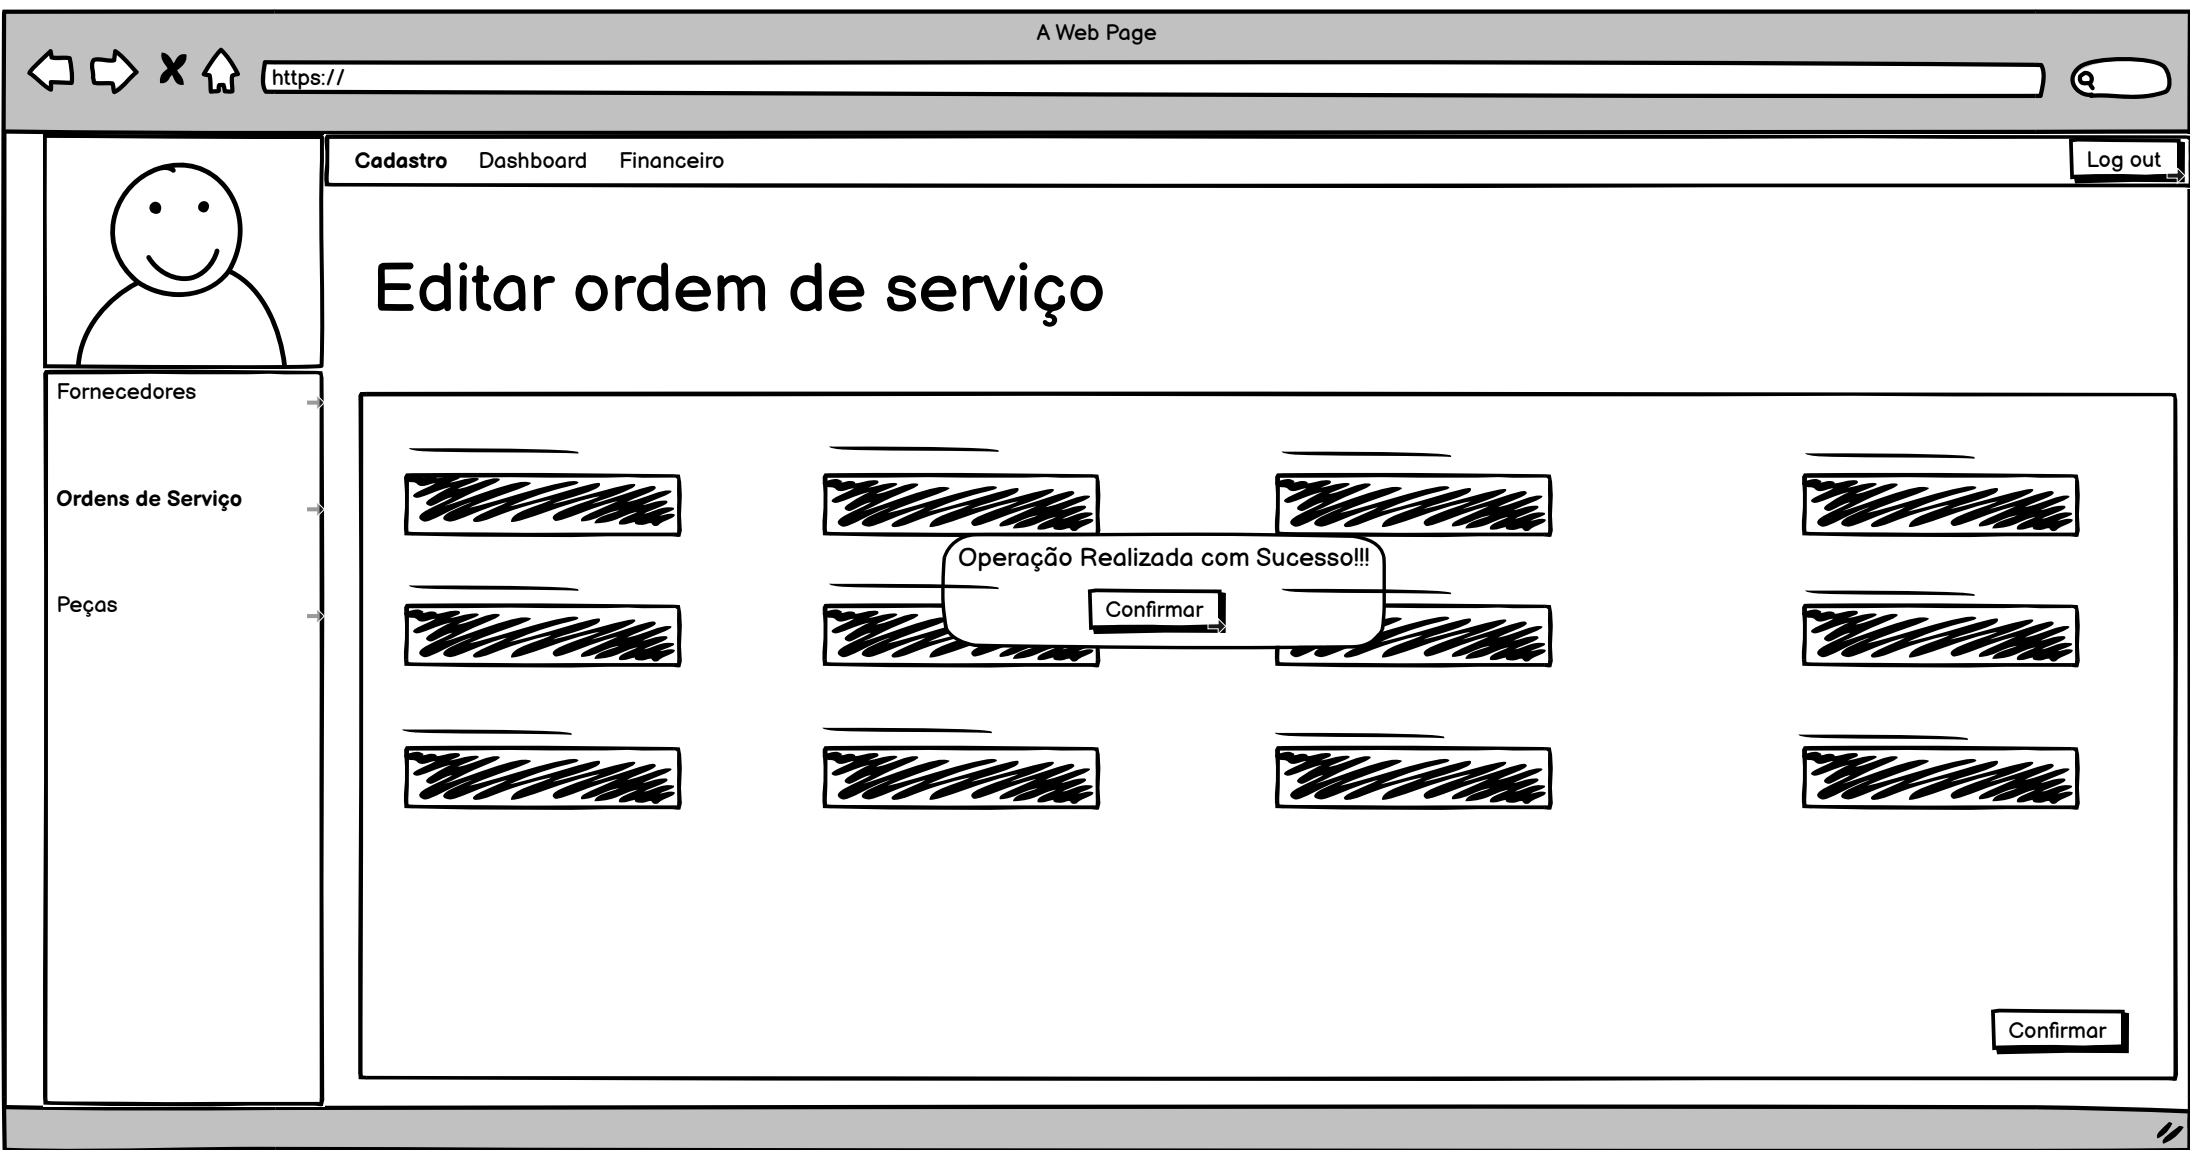 A Web Page
https://
Cadastro Dashboard Financeiro
Log out
Editar ordem de serviço
Fornecedores
Ordens de Serviço
Peças
Operação Realizada com Sucesso!!!
Confirmar
Confirmar